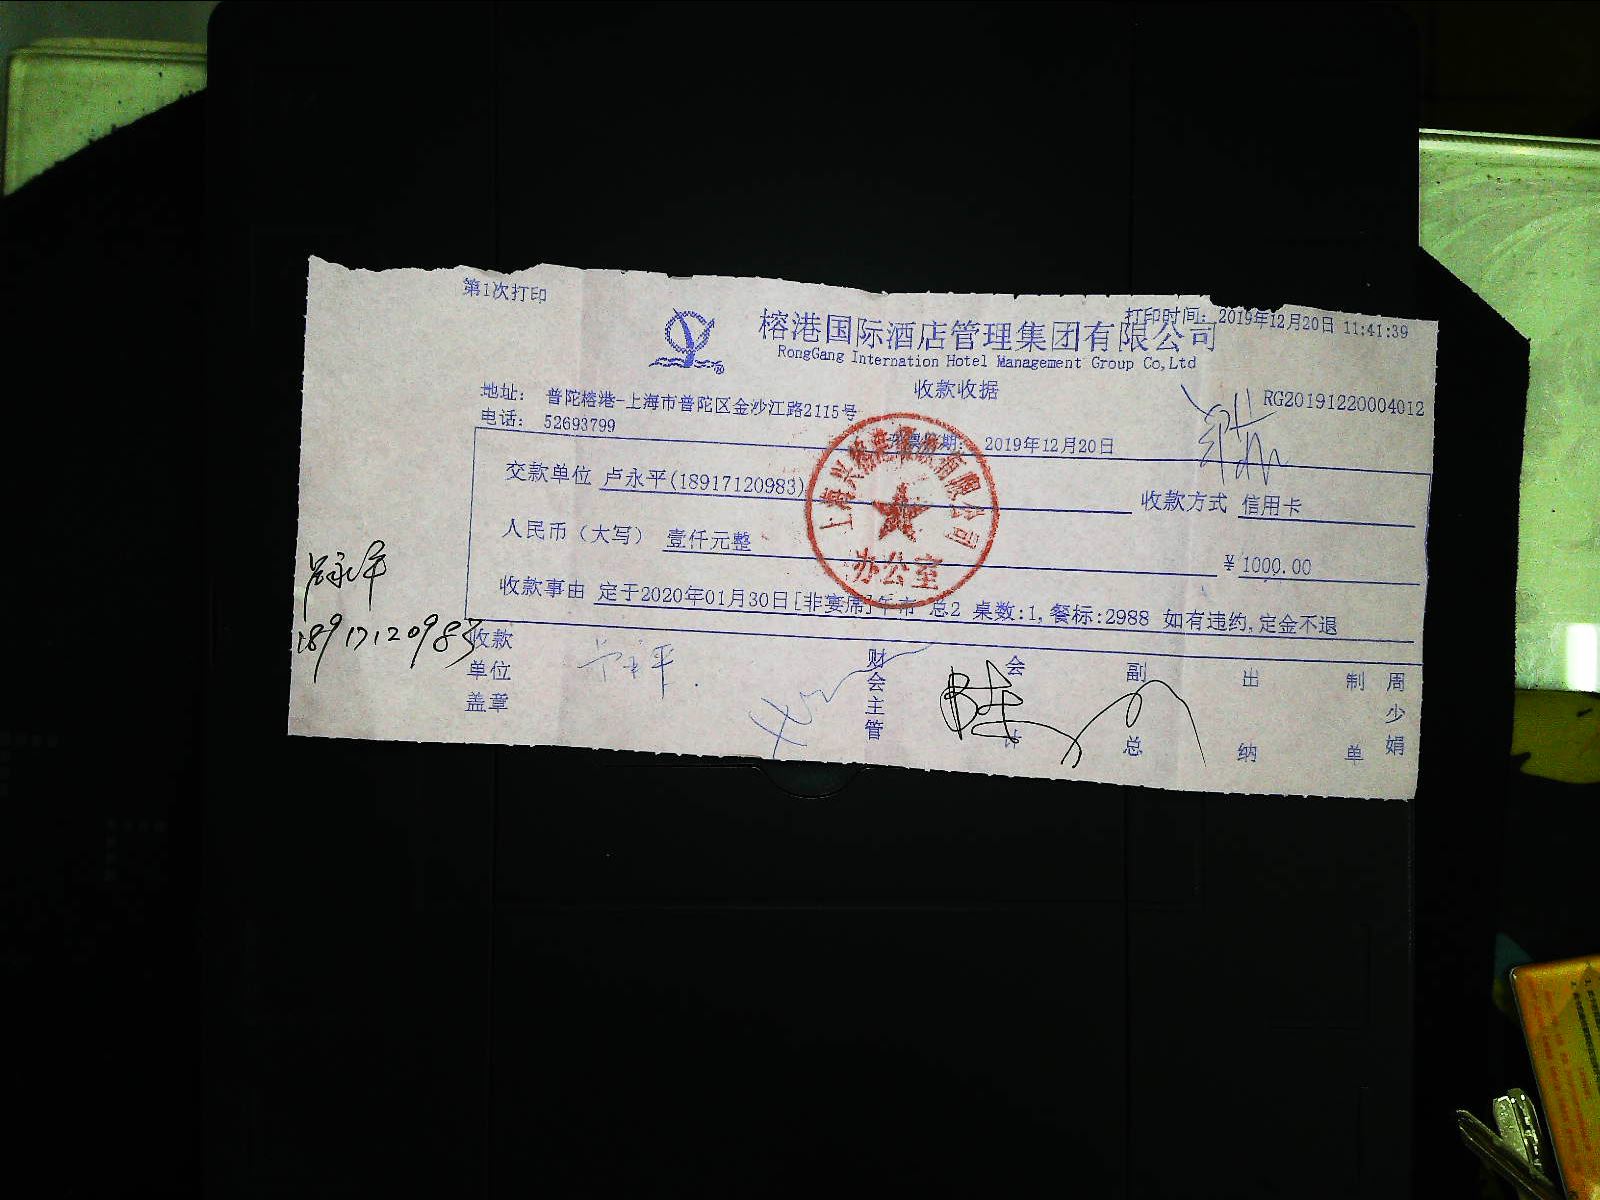 第1次打印
打印时间: 2019年12月20日 11:41:39
榕港国际酒店管理集团有限公司
RongGang Internation Hotel Management Group Co,Ltd
收款收据
RG20191220004012
地址: 普陀榕港-上海市普陀区金沙江路2115号
电话: 52693799
期: 2019年12月20日
交款单位 卢永平(18917120983)
收款方式 信用卡
人民币（大写） 壹仟元整
¥1000.00
收款事由 定于2020年01月30日[非宴席]午市 总2 桌数:1,餐标:2988 如有违约,定金不退
办公室
卢永平
18917120983
收款单位盖章
卢永平
财会主管
会计
副总
出纳
制单
周少娟